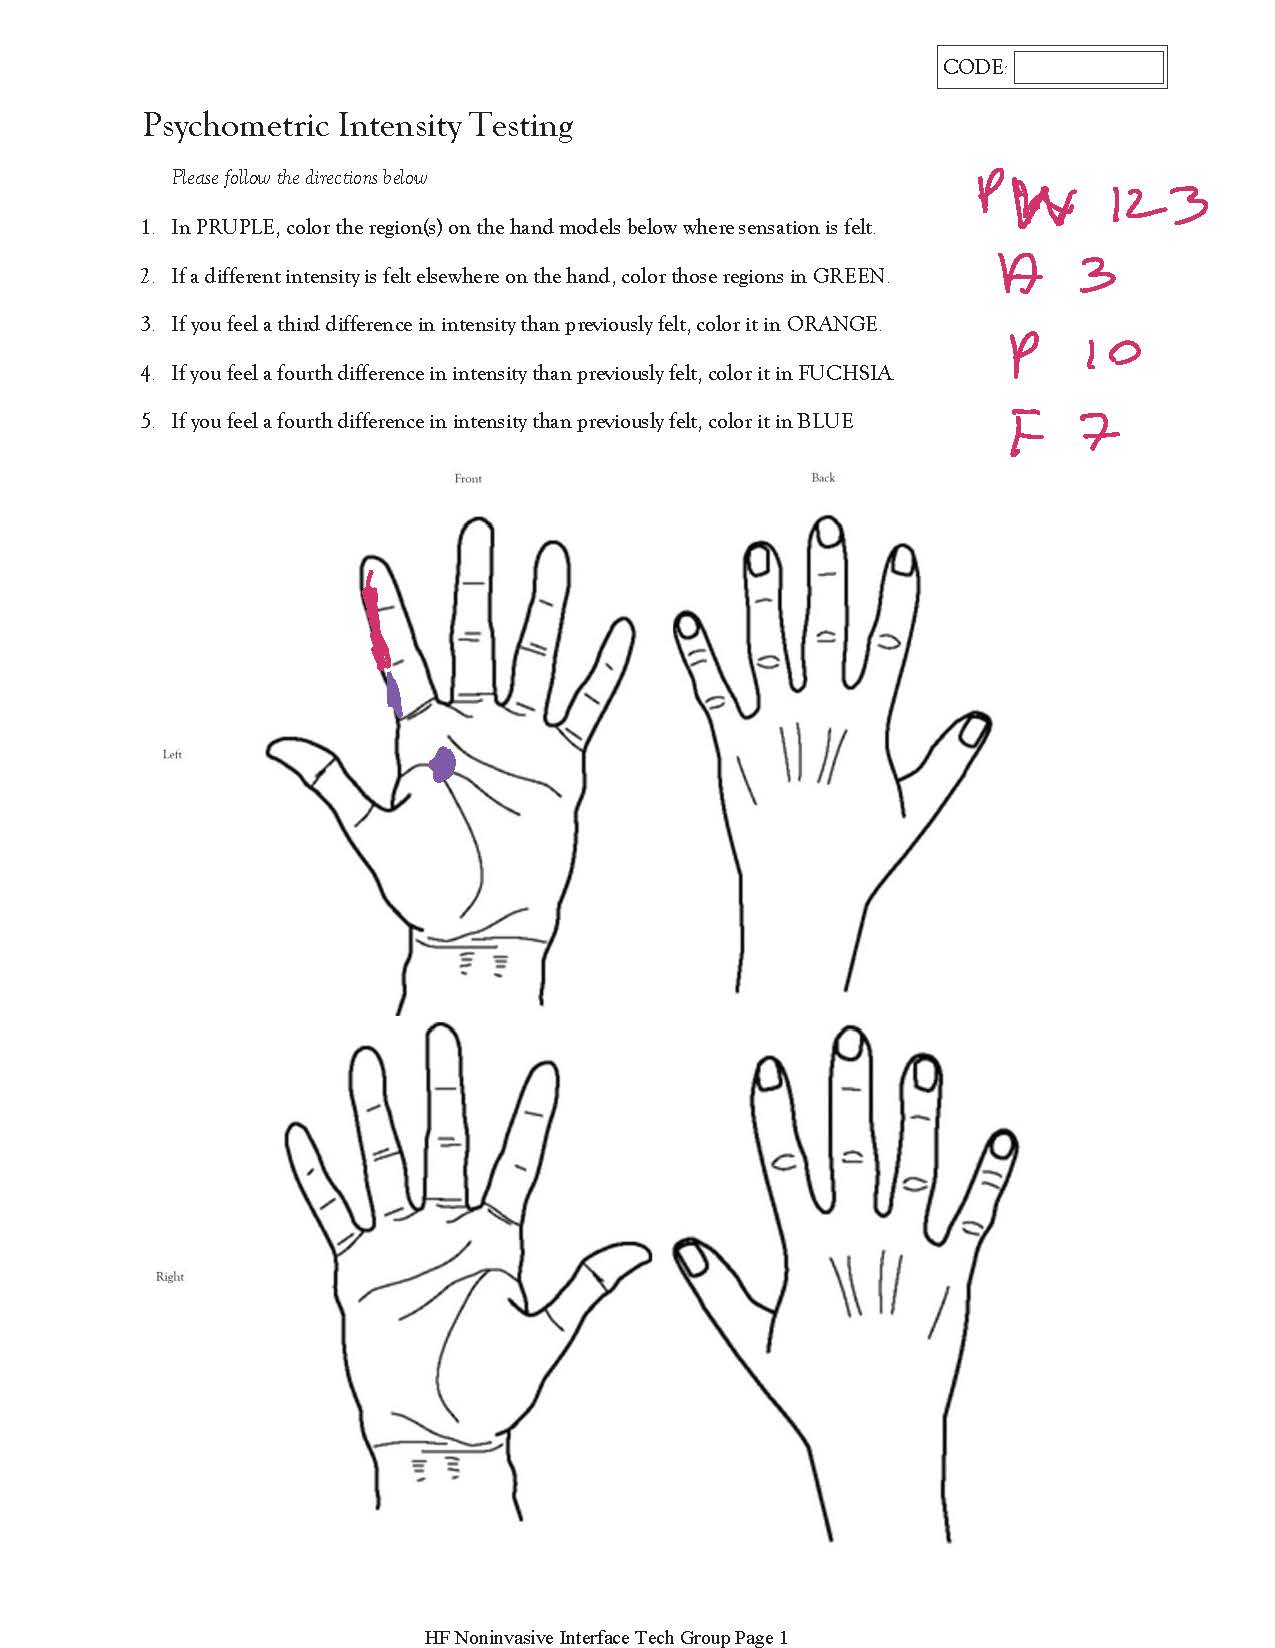 CODE:
Psychometric Intensity Testing
Please follow the directions below
1. In PRUPLE, color the region(s) on the hand models below where sensation is felt.
2. If a different intensity is felt elsewhere on the hand, color those regions in GREEN.
3. If you feel a third difference in intensity than previously felt, color it in ORANGE.
4. If you feel a fourth difference in intensity than previously felt, color it in FUCHSIA.
5. If you feel a fourth difference in intensity than previously felt, color it in BLUE
PW 123
A 3
P 10
F 7
Front
Back
Left
Right
HF Noninvasive Interface Tech Group Page 1